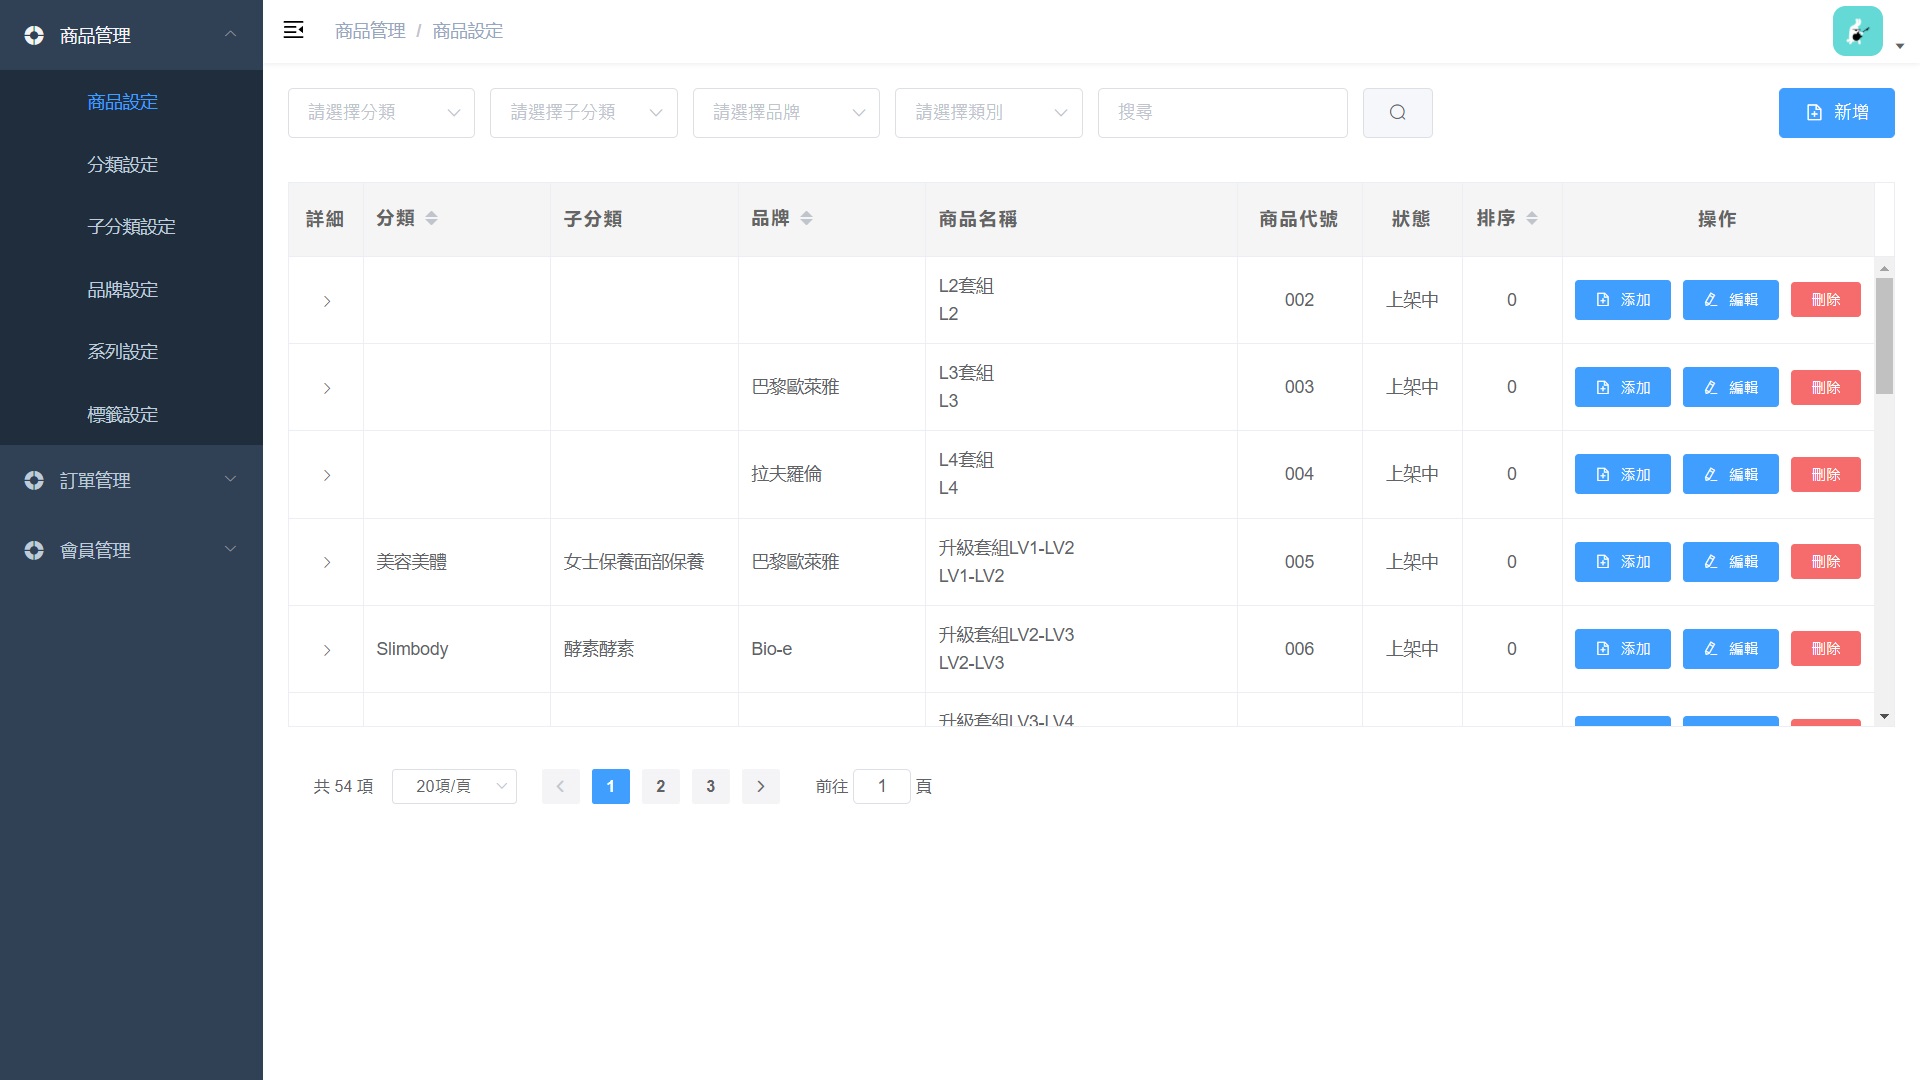 商品管理
商品設定
分類設定
子分類設定
品牌設定
系列設定
標籤設定
訂單管理
會員管理
商品管理 / 商品設定
請選擇分類 請選擇子分類 請選擇品牌 請選擇類別 搜尋 新增
詳細 分類 子分類 品牌 商品名稱 商品代號 狀態 排序 操作
L2套組
L2
002 上架中 0 添加 編輯 刪除
巴黎歐萊雅
L3套組
L3
003 上架中 0 添加 編輯 刪除
拉夫羅倫
L4套組
L4
004 上架中 0 添加 編輯 刪除
美容美體 女士保養面部保養 巴黎歐萊雅
升級套組LV1-LV2
LV1-LV2
005 上架中 0 添加 編輯 刪除
Slimbody 酵素酵素 Bio-e
升級套組LV2-LV3
LV2-LV3
006 上架中 0 添加 編輯 刪除
升級套組LV3-LV4
共 54 項 20項/頁 1 2 3 前往 1 頁